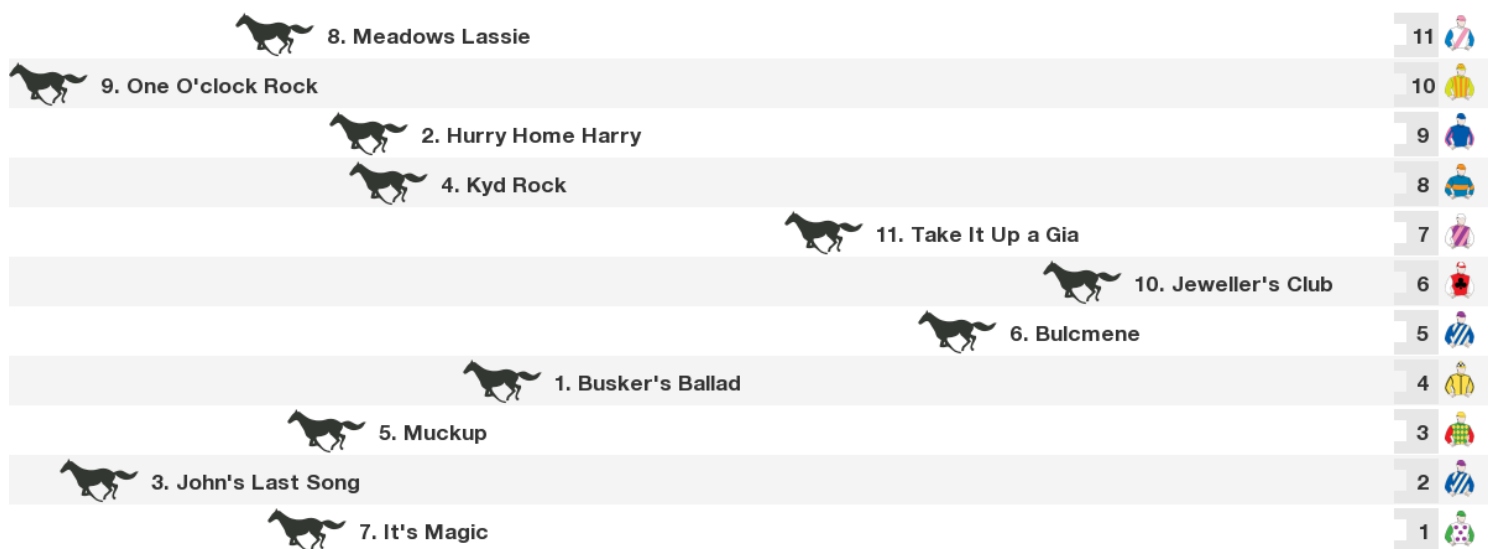 8. Meadows Lassie 11
9. One O'clock Rock 10
2. Hurry Home Harry 9
4. Kyd Rock 8
11. Take It Up a Gia 7
10. Jeweller's Club 6
6. Bulcmene 5
1. Busker's Ballad 4
5. Muckup 3
3. John's Last Song 2
7. It's Magic 1